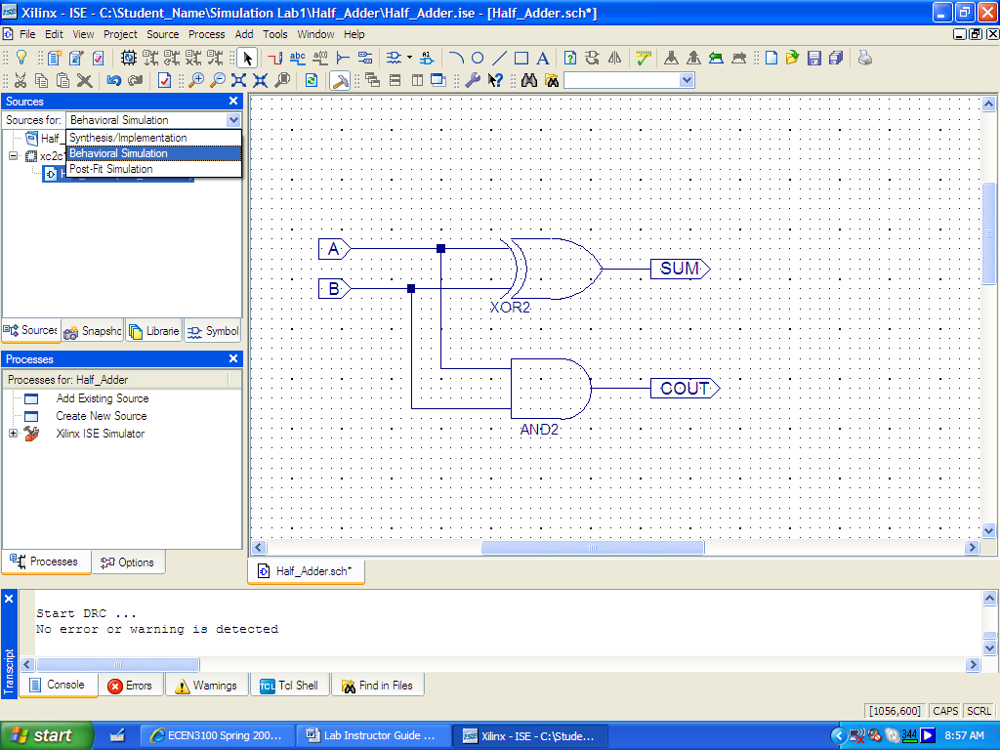 Xilinx - ISE - C:\Student_Name\Simulation Lab1\Half_Adder\Half_Adder.ise - [Half_Adder.sch*]
File Edit View Project Source Process Add Tools Window Help
Sources
Sources for: Behavioral Simulation
Synthesis/Implementation
Behavioral Simulation
Post-Fit Simulation
Half_
xc2c*
Sources Snapsho Librarie Symbol
Processes
Processes for: Half_Adder
Add Existing Source
Create New Source
Xilinx ISE Simulator
Processes Options
A
B
XOR2
SUM
AND2
COUT
Half_Adder.sch*
Start DRC ...
No error or warning is detected
Transcript
Console Errors Warnings Tcl Shell Find in Files
[1056,600] CAPS SCRL
start ECEN3100 Spring 200... Lab Instructor Guide ... Xilinx - ISE - C:\Stude... 344 8:57 AM